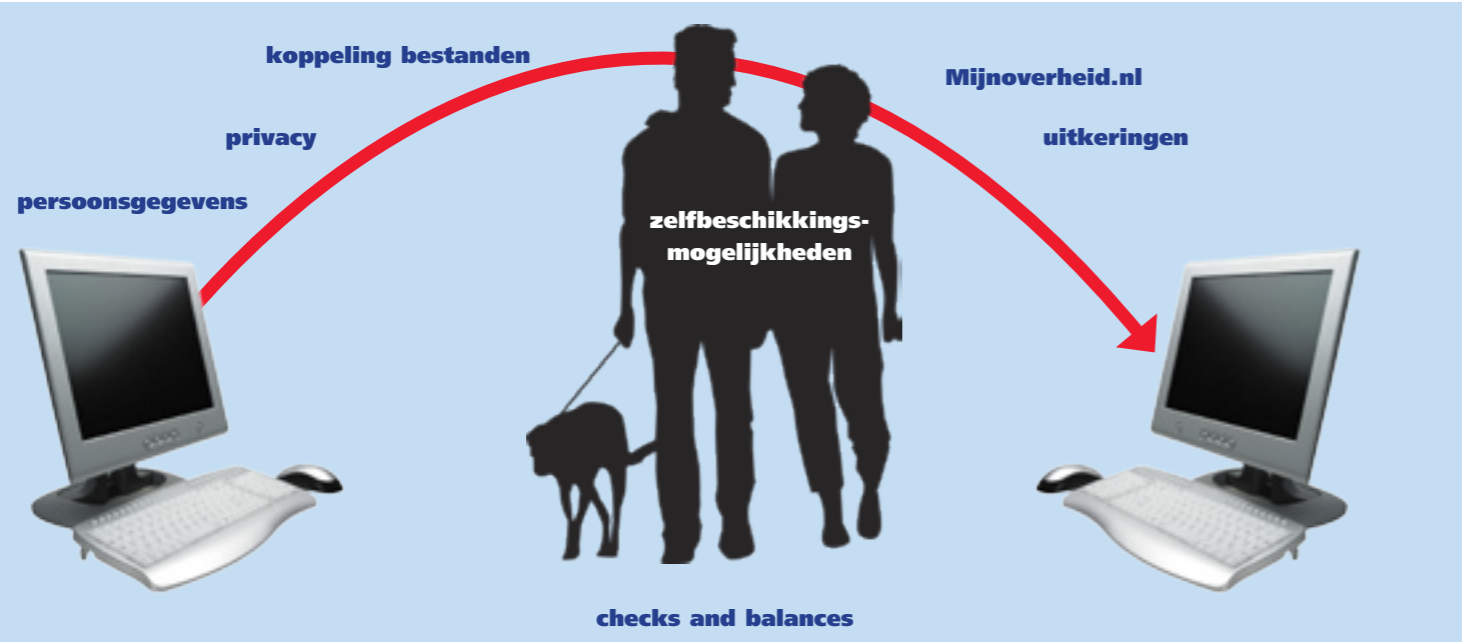 koppeling bestanden
Mijnoverheid.nl
privacy
uitkeringen
persoonsgegevens
zelfbeschikkings-
mogelijkheden
checks and balances